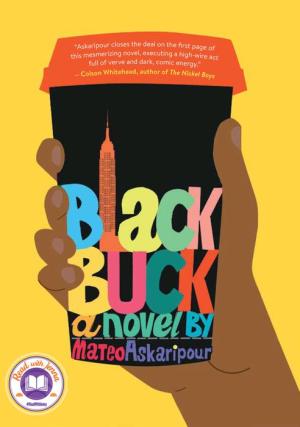 "Askaripour closes the deal on the first page of
this mesmerizing novel, executing a high-wire act
full of verve and dark, comic energy."
— Colson Whitehead, author of The Nickel Boys
BLACK
BUCK
a novel BY
MaTEO ASKariPour
Read with Jenna